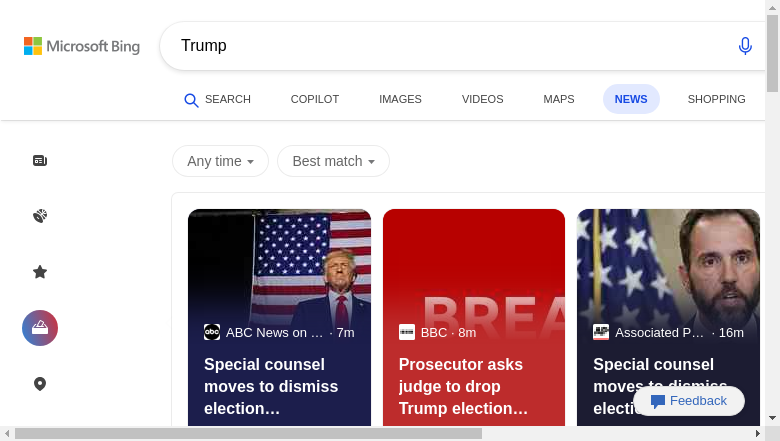 Microsoft Bing
Trump
SEARCH
COPILOT
IMAGES
VIDEOS
MAPS
NEWS
SHOPPING
Any time
Best match
abc
ABC News on … · 7m
Special counsel
moves to dismiss
election…
BREA
BBC · 8m
Prosecutor asks
judge to drop
Trump election…
AP
Associated P… · 16m
Special counsel
moves to dismiss
electi
Feedback